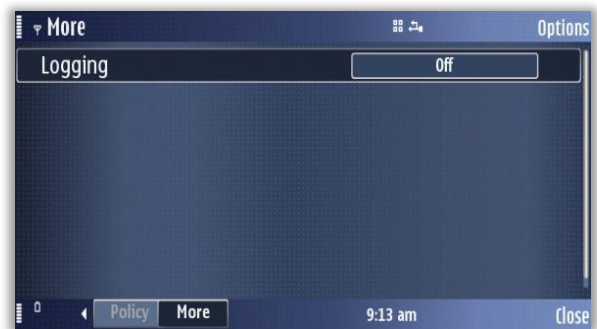 More
Options
Logging
Off
Policy
More
9:13 am
Close